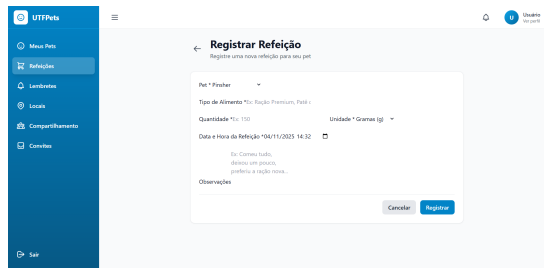 UTFPets
U
Usuário
Ver perfil
Meus Pets
Refeições
Lembretes
Locais
Compartilhamento
Convites
Sair
← Registrar Refeição
Registre uma nova refeição para seu pet
Pet * Pinsher
Tipo de Alimento *Ex: Ração Premium, Patê d
Quantidade *Ex: 150 Unidade * Gramas (g)
Data e Hora da Refeição *04/11/2025 14:32
Ex: Comeu tudo,
deixou um pouco,
preferiu a ração nova...
Observações
Cancelar Registrar